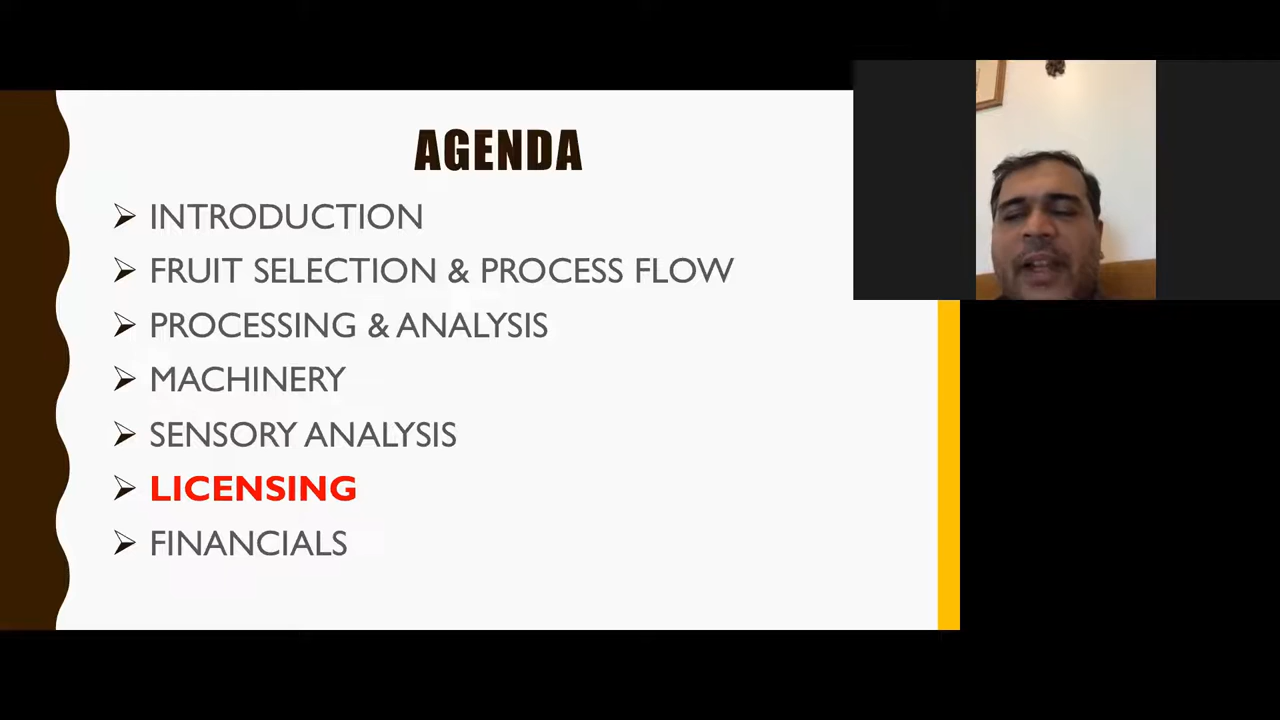 AGENDA
INTRODUCTION
FRUIT SELECTION & PROCESS FLOW
PROCESSING & ANALYSIS
MACHINERY
SENSORY ANALYSIS
LICENSING
FINANCIALS